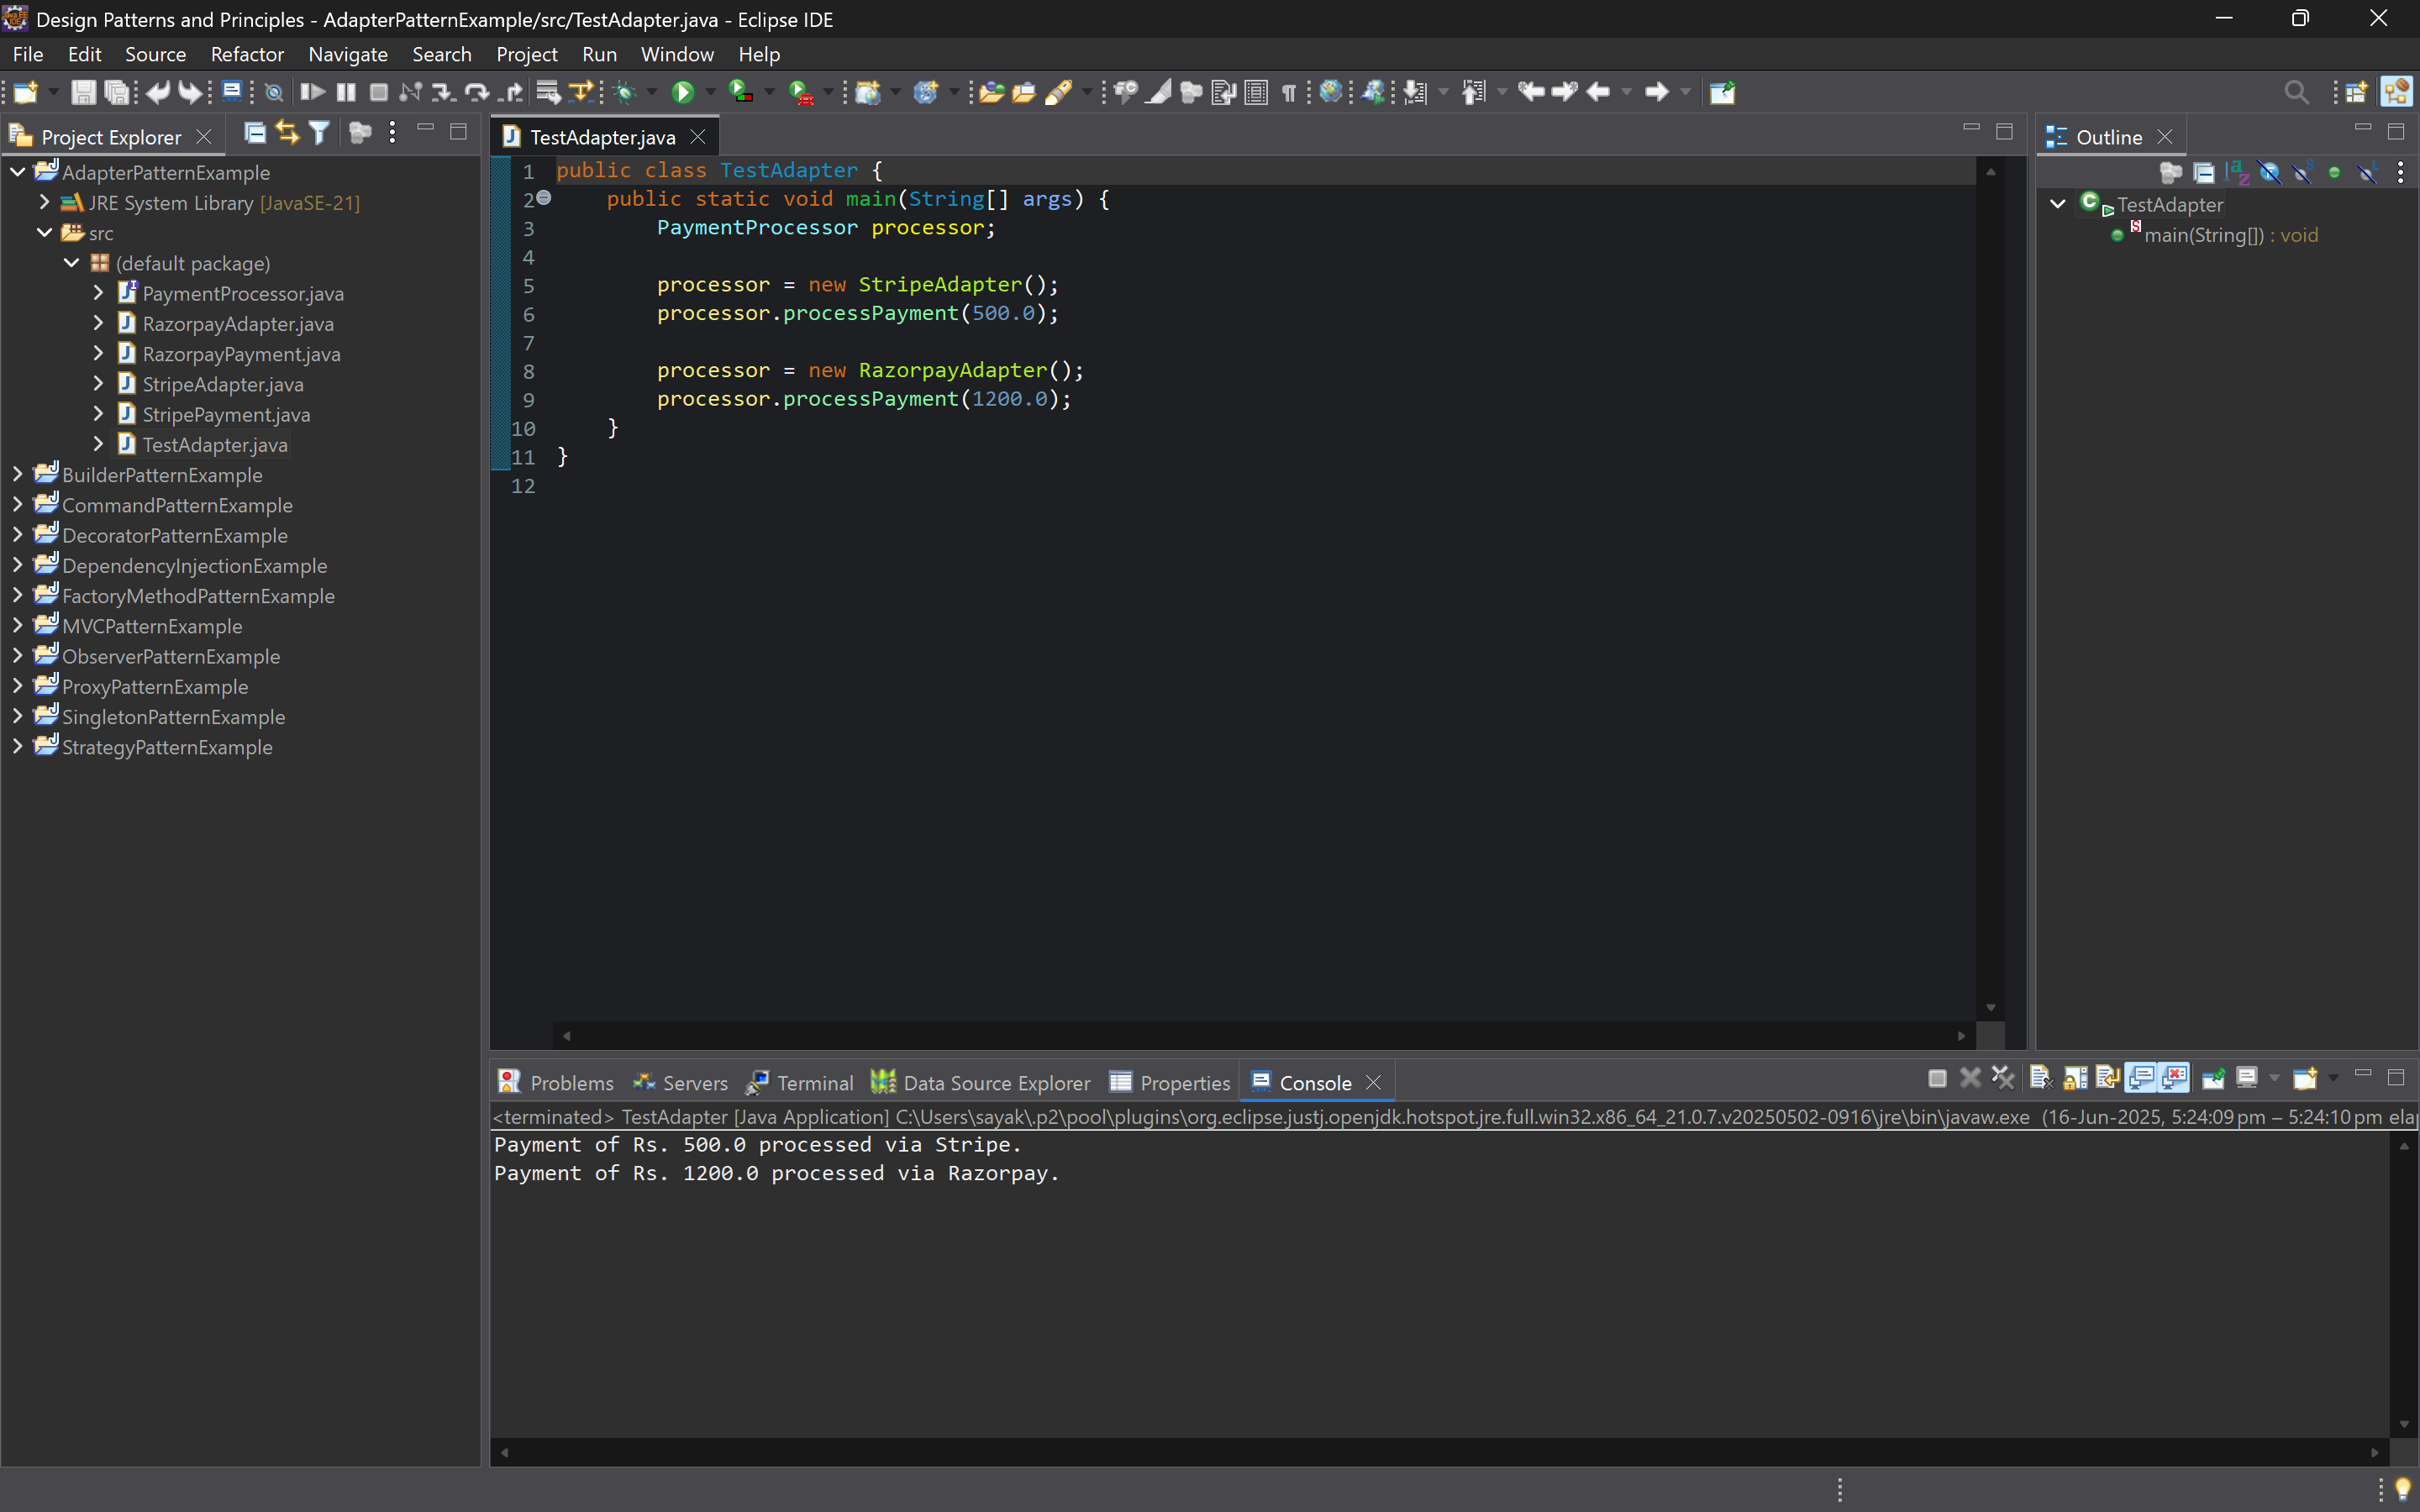 Design Patterns and Principles - AdapterPatternExample/src/TestAdapter.java - Eclipse IDE
File Edit Source Refactor Navigate Search Project Run Window Help
Project Explorer
AdapterPatternExample
JRE System Library [JavaSE-21]
src
(default package)
PaymentProcessor.java
RazorpayAdapter.java
RazorpayPayment.java
StripeAdapter.java
StripePayment.java
TestAdapter.java
BuilderPatternExample
CommandPatternExample
DecoratorPatternExample
DependencyInjectionExample
FactoryMethodPatternExample
MVCPatternExample
ObserverPatternExample
ProxyPatternExample
SingletonPatternExample
StrategyPatternExample
TestAdapter.java
1 public class TestAdapter {
2 public static void main(String[] args) {
3 PaymentProcessor processor;
4
5 processor = new StripeAdapter();
6 processor.processPayment(500.0);
7
8 processor = new RazorpayAdapter();
9 processor.processPayment(1200.0);
10 }
11 }
12
Outline
TestAdapter
main(String[]) : void
Problems Servers Terminal Data Source Explorer Properties Console
<terminated> TestAdapter [Java Application] C:\Users\sayak\.p2\pool\plugins\org.eclipse.justj.openjdk.hotspot.jre.full.win32.x86_64_21.0.7.v20250502-0916\jre\bin\javaw.exe (16-Jun-2025, 5:24:09 pm – 5:24:10 pm ela
Payment of Rs. 500.0 processed via Stripe.
Payment of Rs. 1200.0 processed via Razorpay.